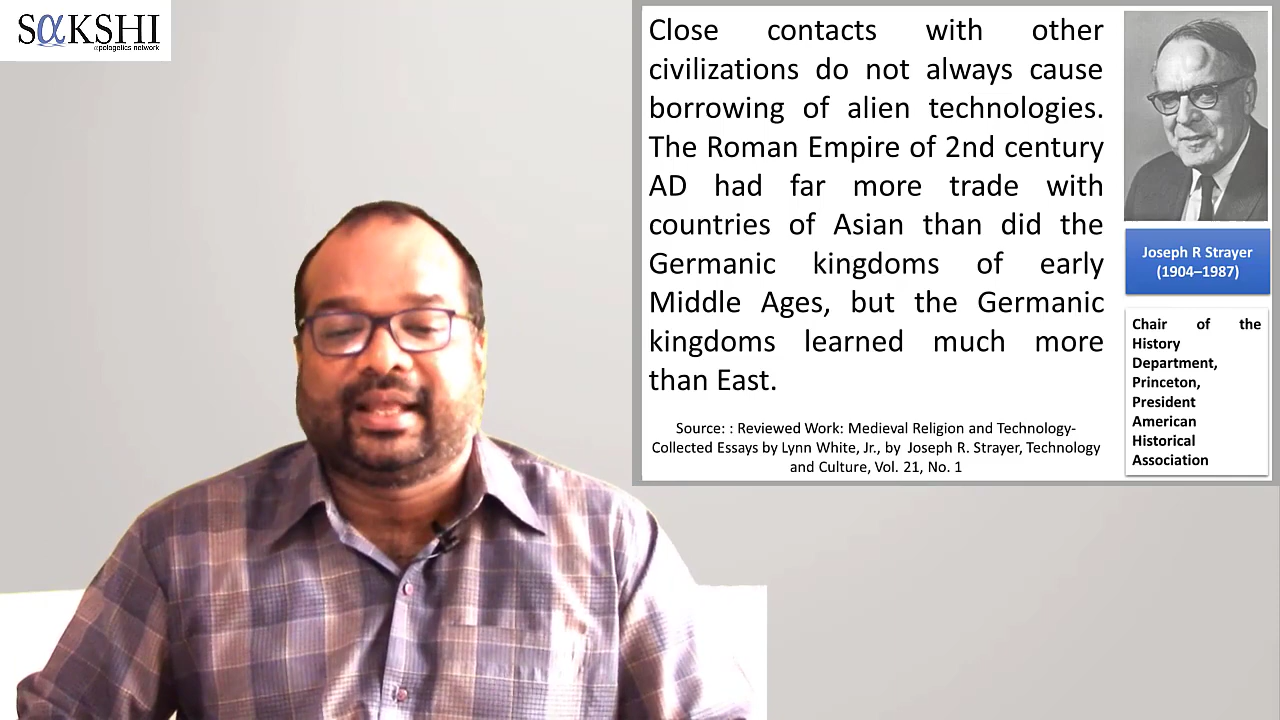 SαKSHI
αpologetics network
Close contacts with other
civilizations do not always cause
borrowing of alien technologies.
The Roman Empire of 2nd century
AD had far more trade with
countries of Asian than did the
Germanic kingdoms of early
Middle Ages, but the Germanic
kingdoms learned much more
than East.
Source: : Reviewed Work: Medieval Religion and Technology-
Collected Essays by Lynn White, Jr., by Joseph R. Strayer, Technology
and Culture, Vol. 21, No. 1
Joseph R Strayer
(1904–1987)
Chair of the
History
Department,
Princeton,
President
American
Historical
Association